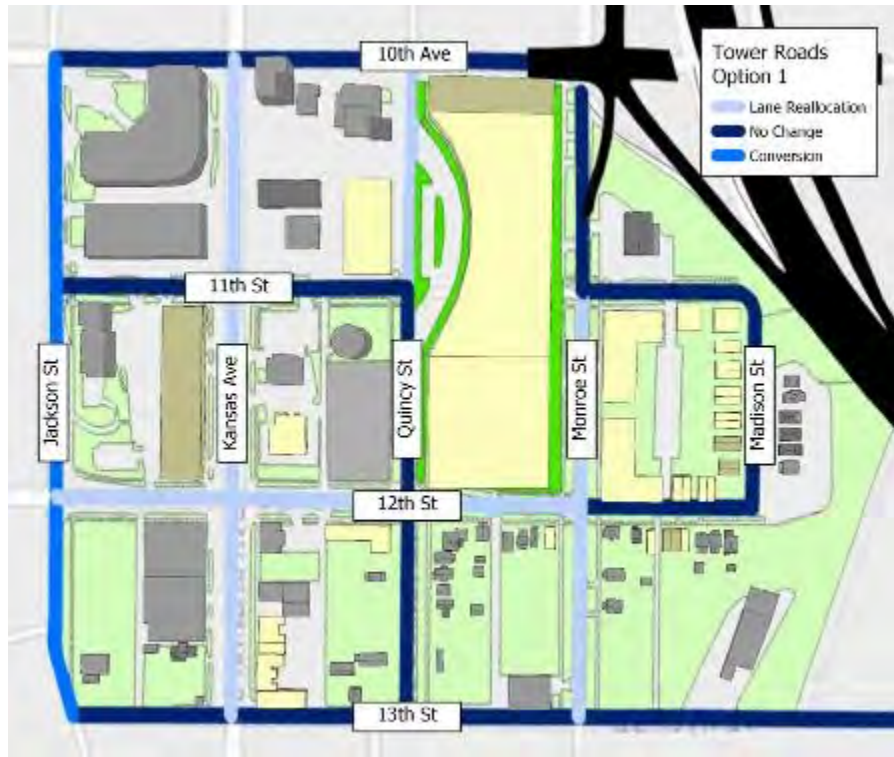 10th Ave
Tower Roads
Option 1
Lane Reallocation
No Change
Conversion
11th St
Jackson St
Kansas Ave
Quincy St
Monroe St
Madison St
12th St
13th St